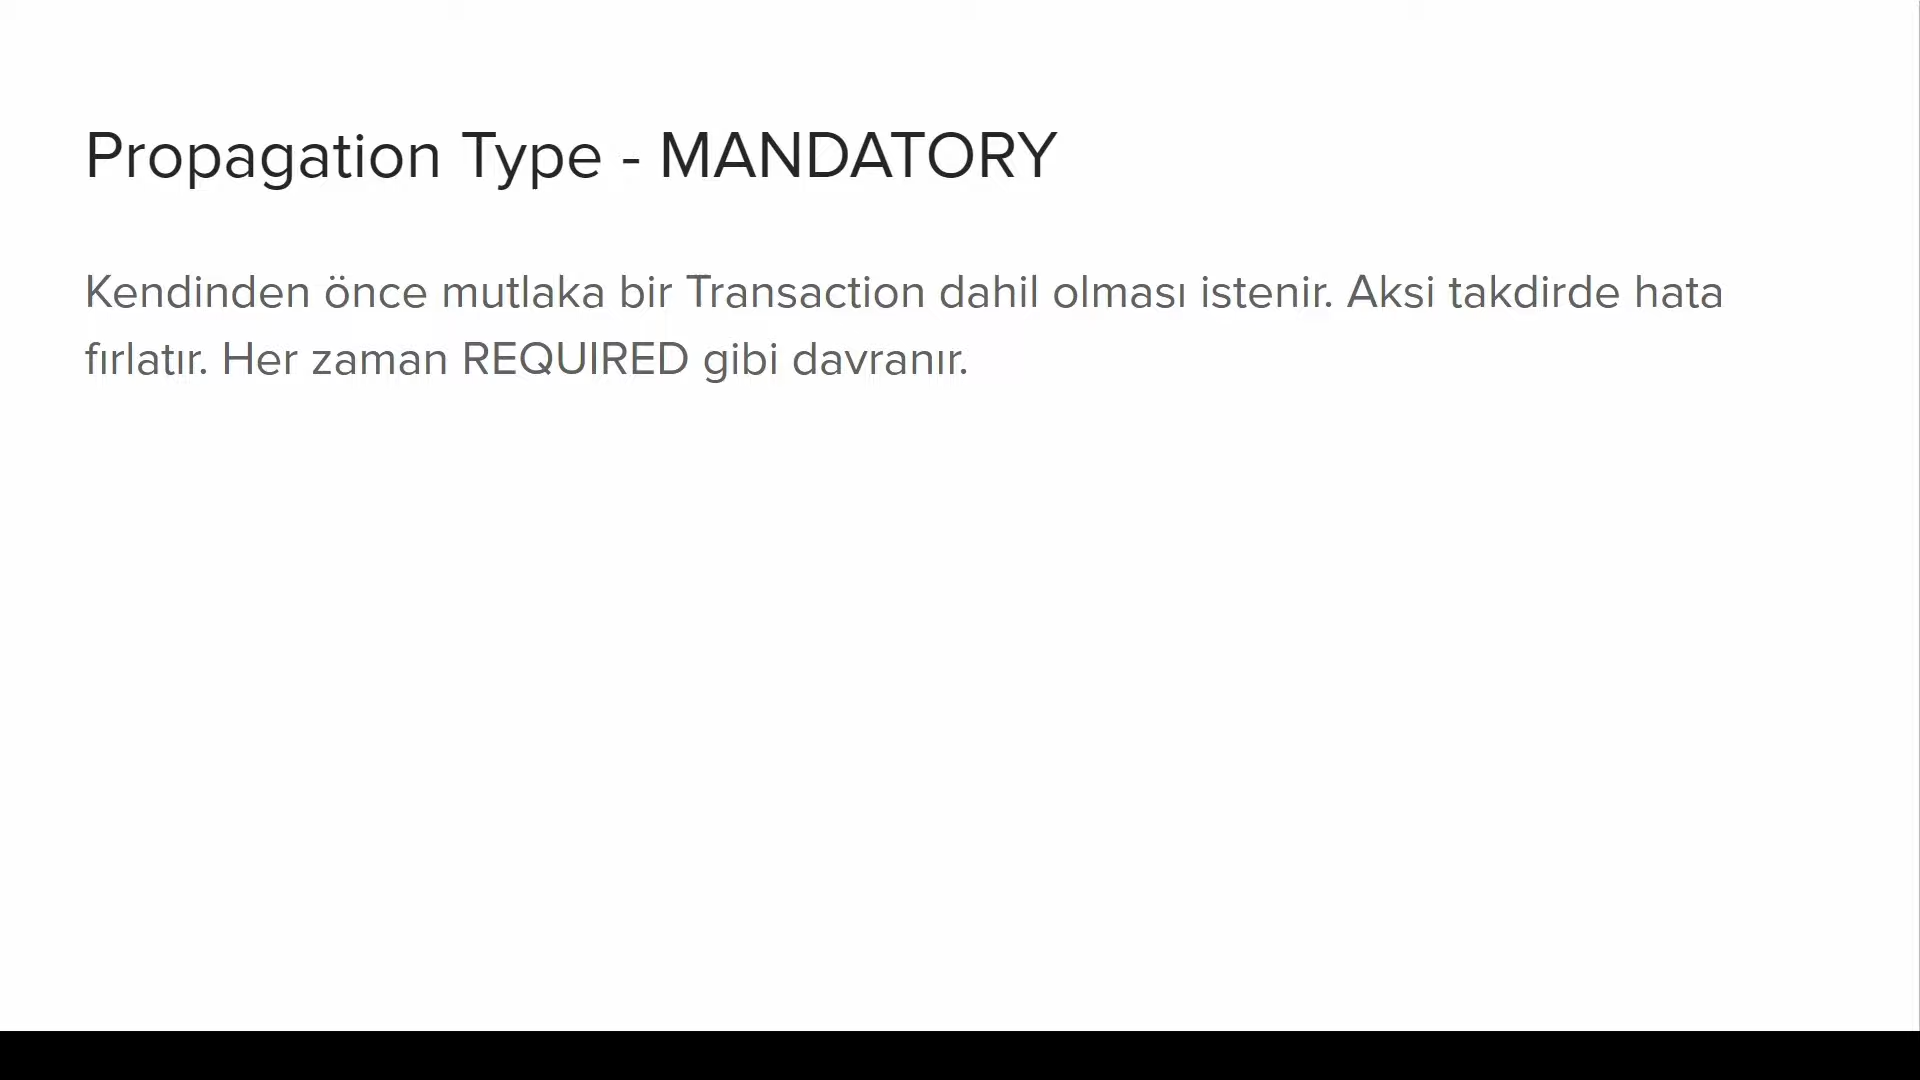 Propagation Type - MANDATORY
Kendinden önce mutlaka bir Transaction dahil olması istenir. Aksi takdirde hata
fırlatır. Her zaman REQUIRED gibi davranır.